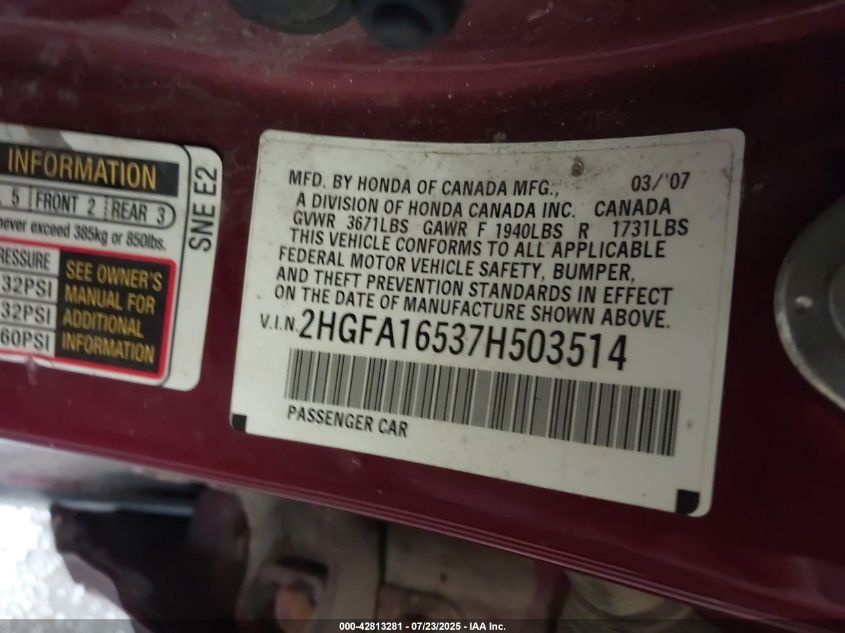 INFORMATION
5 FRONT 2 REAR 3
never exceed 385kg or 850lbs.
32PSI
32PSI
60PSI
SEE OWNER'S
MANUAL FOR
ADDITIONAL
INFORMATION
SNE E2
MFD. BY HONDA OF CANADA MFG., 03/'07
A DIVISION OF HONDA CANADA INC. CANADA
GVWR 3671LBS GAWR F 1940LBS R 1731LBS
THIS VEHICLE CONFORMS TO ALL APPLICABLE
FEDERAL MOTOR VEHICLE SAFETY, BUMPER,
AND THEFT PREVENTION STANDARDS IN EFFECT
ON THE DATE OF MANUFACTURE SHOWN ABOVE.
V.I.N. 2HGFA16537H503514
PASSENGER CAR
000-42813281 | 07/23/2025 - IAA Inc.